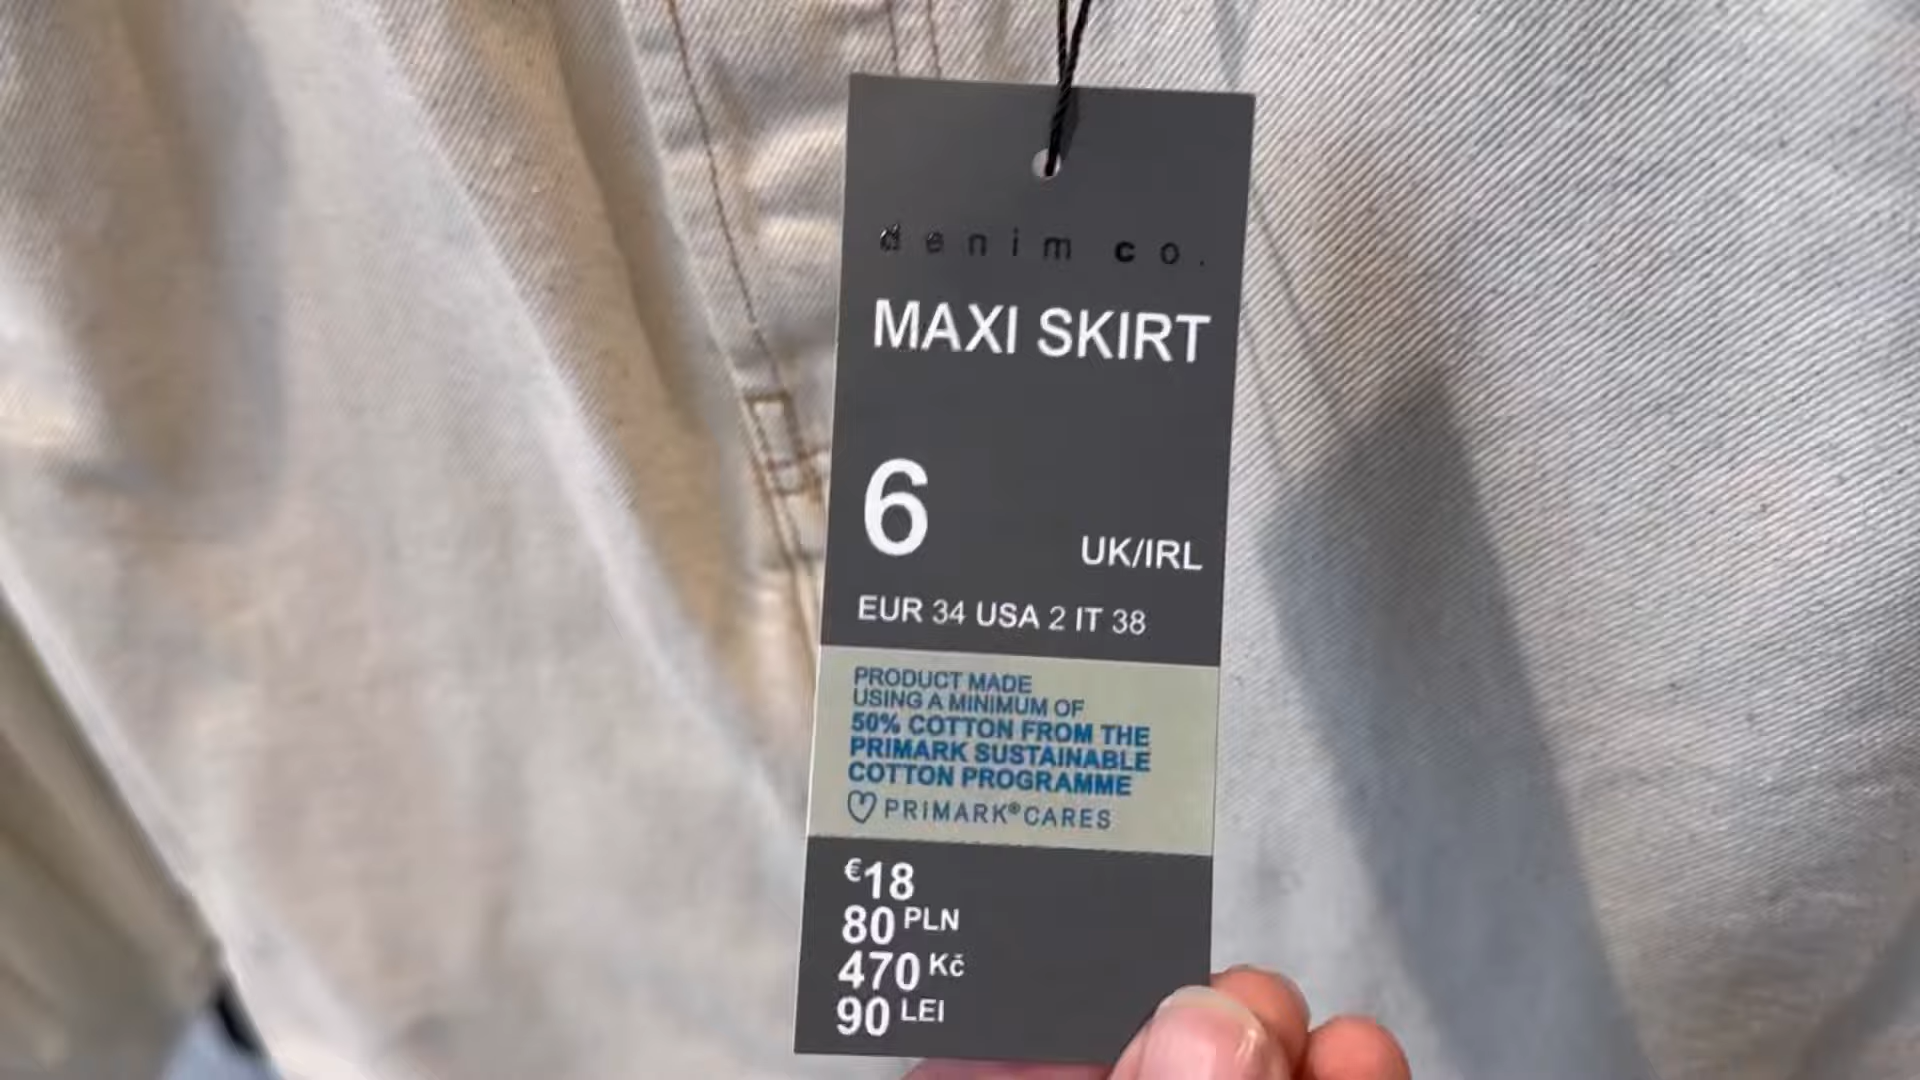 denim co.
MAXI SKIRT
6 UK/IRL
EUR 34 USA 2 IT 38
PRODUCT MADE
USING A MINIMUM OF
50% COTTON FROM THE
PRIMARK SUSTAINABLE
COTTON PROGRAMME
PRIMARK® CARES
€18
80 PLN
470 Kč
90 LEI